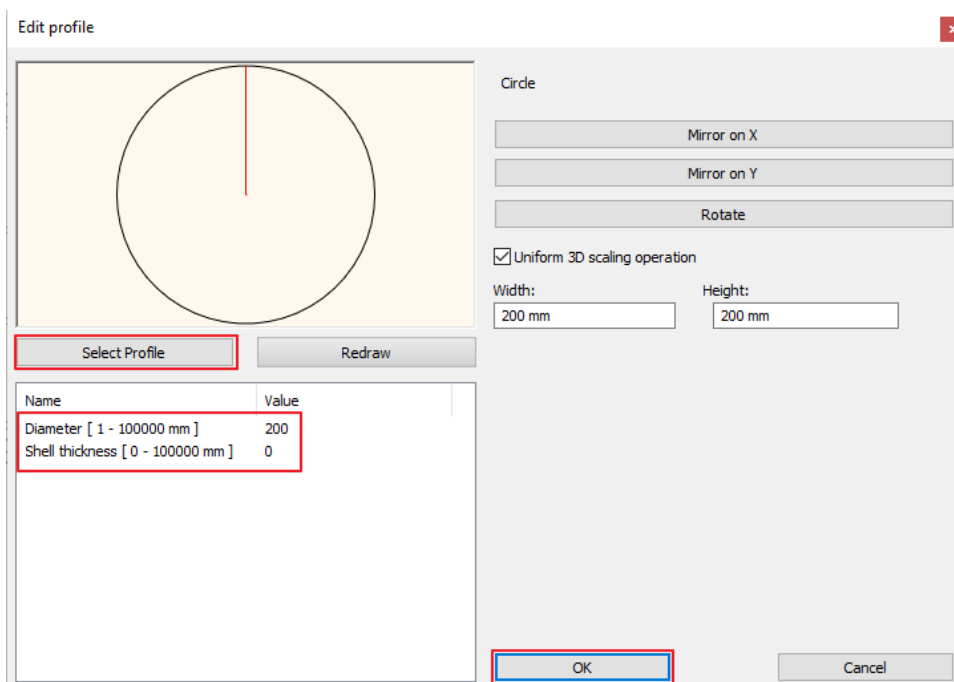 Edit profile
x
Circle
Mirror on X
Mirror on Y
Rotate
Uniform 3D scaling operation
Width: Height:
200 mm 200 mm
Select Profile Redraw
Name Value
Diameter [ 1 - 100000 mm ] 200
Shell thickness [ 0 - 100000 mm ] 0
OK Cancel